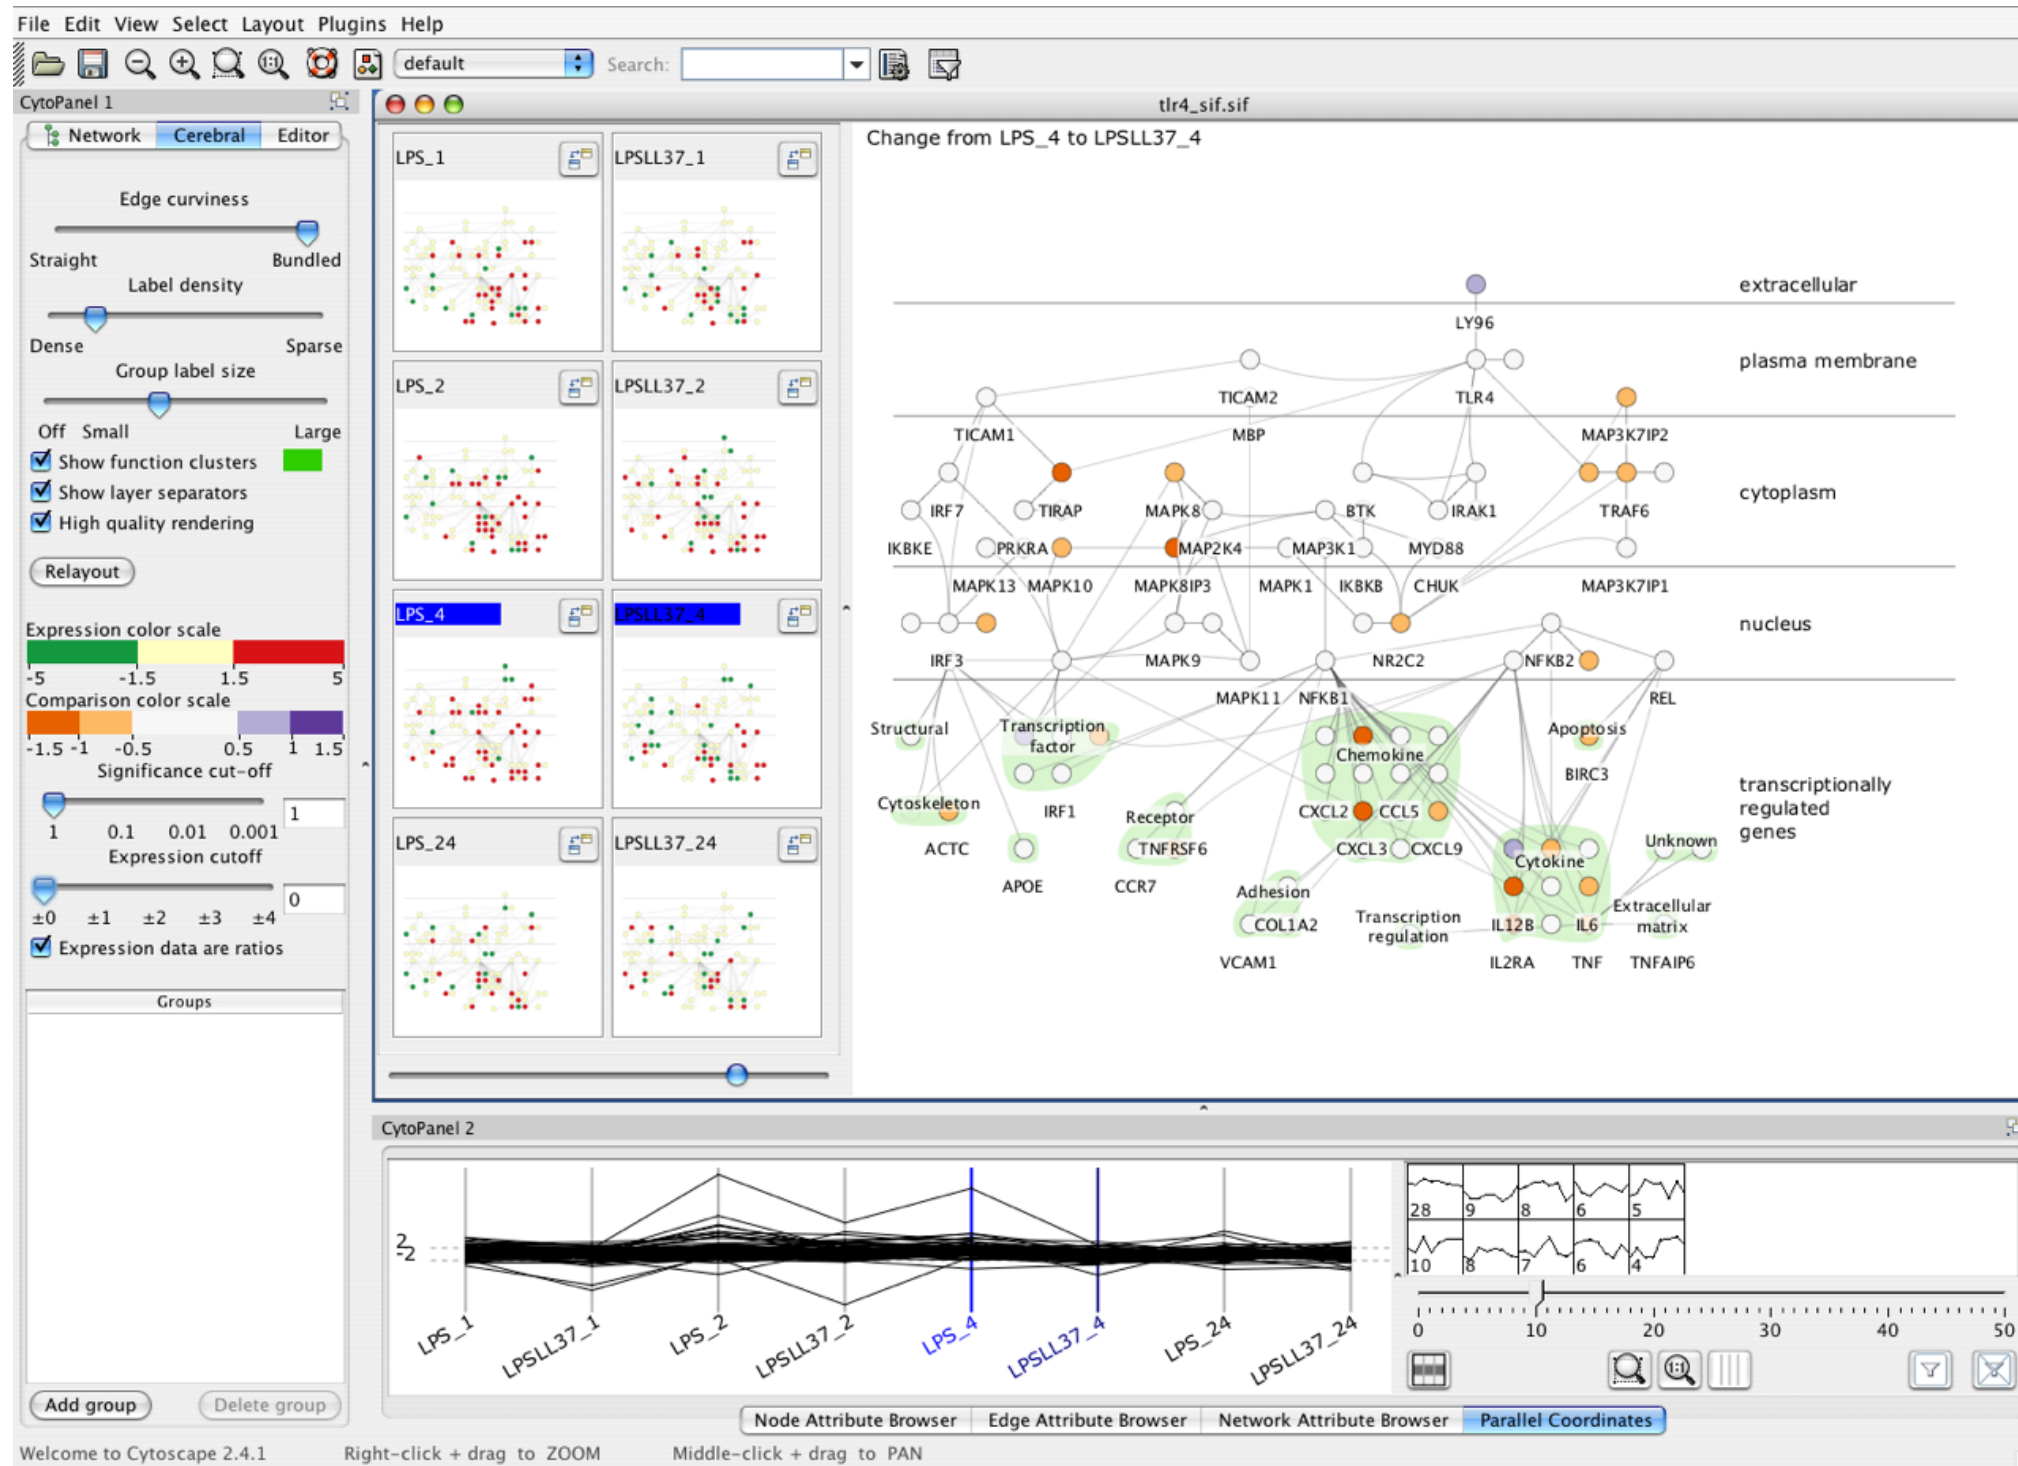 File Edit View Select Layout Plugins Help
default Search:
CytoPanel 1
Network Cerebral Editor
Edge curviness
Straight Bundled
Label density
Dense Sparse
Group label size
Off Small Large
Show function clusters
Show layer separators
High quality rendering
Relayout
Expression color scale
-5 -1.5 1.5 5
Comparison color scale
-1.5 -1 -0.5 0.5 1 1.5
Significance cut-off
1
1 0.1 0.01 0.001
Expression cutoff
0
±0 ±1 ±2 ±3 ±4
Expression data are ratios
Groups
Add group Delete group
tlr4_sif.sif
LPS_1 LPSLL37_1
LPS_2 LPSLL37_2
LPS_4 LPSLL37_4
LPS_24 LPSLL37_24
Change from LPS_4 to LPSLL37_4
extracellular
LY96
plasma membrane
TICAM2 TLR4
TICAM1 MBP MAP3K7IP2
cytoplasm
IRF7 TIRAP MAPK8 BTK IRAK1 TRAF6
IKBKE PRKRA MAP2K4 MAP3K1 MYD88
MAPK13 MAPK10 MAPK8IP3 MAPK1 IKBKB CHUK MAP3K7IP1
nucleus
IRF3 MAPK9 NR2C2 NFKB2
MAPK11 NFKB1 REL
Structural Transcription factor Apoptosis
Chemokine
BIRC3
transcriptionally
regulated
genes
Cytoskeleton IRF1 Receptor CXCL2 CCL5
ACTC TNFRSF6 CXCL3 CXCL9 Unknown
Cytokine
APOE CCR7 Adhesion
COL1A2 Transcription regulation IL12B IL6 Extracellular matrix
VCAM1 IL2RA TNF TNFAIP6
CytoPanel 2
2
-2
LPS_1 LPSLL37_1 LPS_2 LPSLL37_2 LPS_4 LPSLL37_4 LPS_24 LPSLL37_24
28 9 8 6 5
10 8 7 6 4
0 10 20 30 40 50
Node Attribute Browser Edge Attribute Browser Network Attribute Browser Parallel Coordinates
Welcome to Cytoscape 2.4.1 Right-click + drag to ZOOM Middle-click + drag to PAN